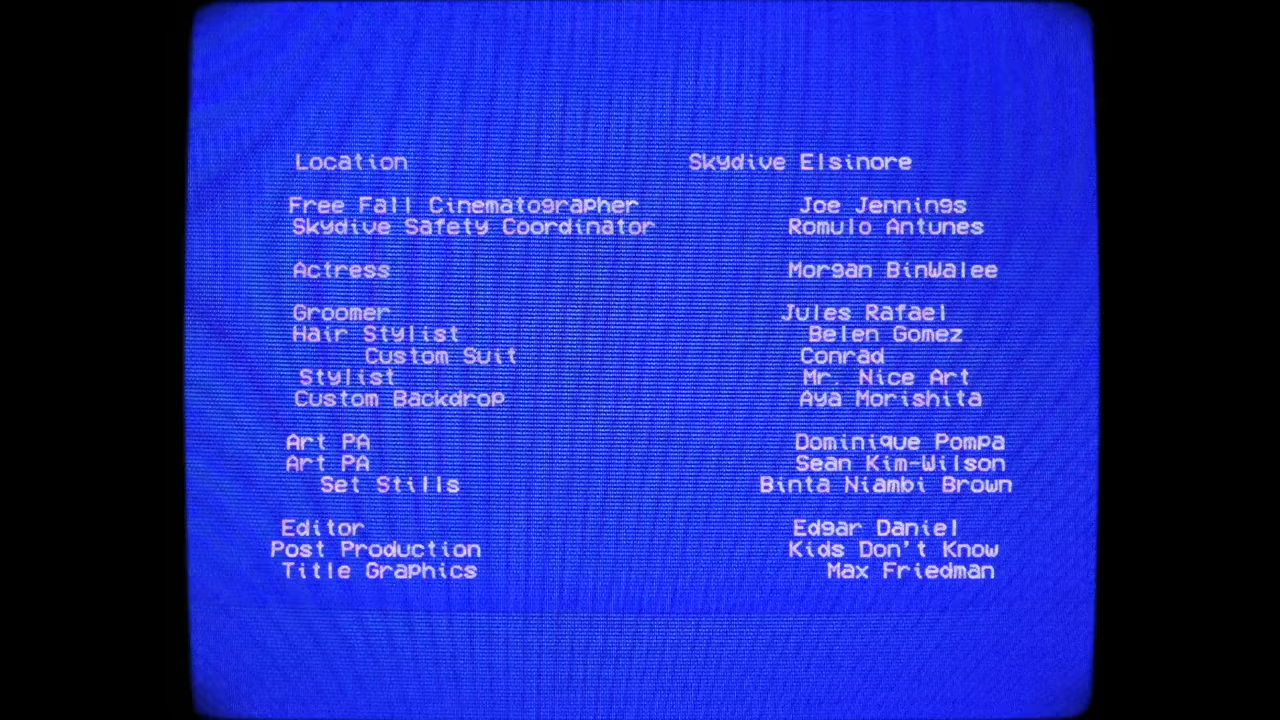 Location Skydive Elsinore
Free Fall Cinematographer Joe Jennings
Skydive Safety Coordinator Romulo Antunes
Actress Morgan BinWalee
Groomer Jules Rafael
Hair Stylist Belen Gomez
Custom Suit Conrad
Stylist Mr. Nice Art
Custom Backdrop Aya Morishita
Art PA Dominique Pompa
Art PA Sean Kim-Wilson
Set Stills Binta Niambi Brown
Editor Edgar Daniel
Post Production Kids Don't Know
Title Graphics Max Friedman